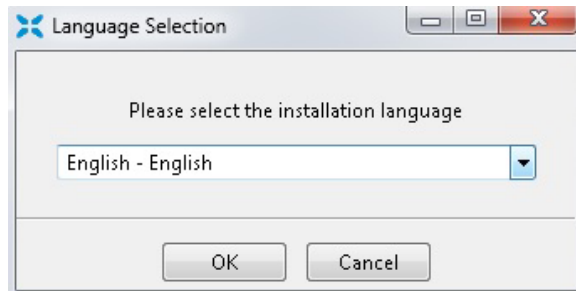 Language Selection
Please select the installation language
English - English
OK
Cancel